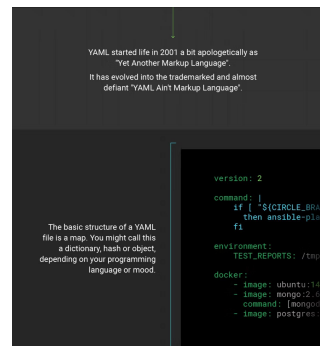 YAML started life in 2001 a bit apologetically as
"Yet Another Markup Language".
It has evolved into the trademarked and almost
defiant "YAML Ain't Markup Language".
The basic structure of a YAML
file is a map. You might call this
a dictionary, hash or object,
depending on your programming
language or mood.
version: 2
command: |
if [ "${CIRCLE_BRA
then ansible-pla
fi
environment:
TEST_REPORTS: /tmp
docker:
- image: ubuntu:14
- image: mongo:2.6
command: [mongod
- image: postgres: